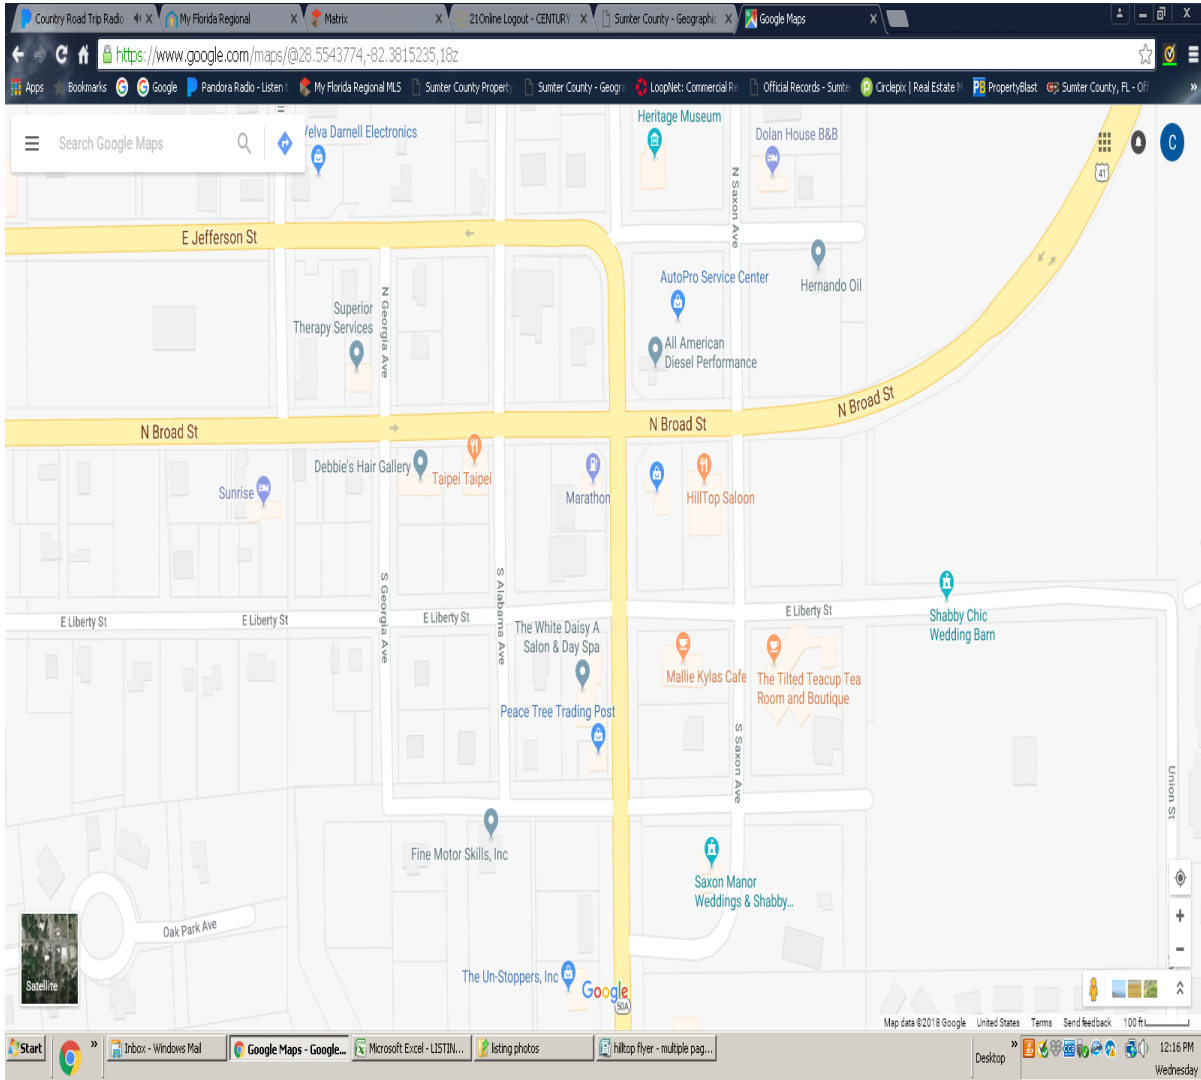 Country Road Trip Radio
My Florida Regional
Matrix
21Online Logout - CENTURY
Sumter County - Geographic
Google Maps
https://www.google.com/maps/@28.5543774,-82.3815235,18z
Apps
Bookmarks
Google
Pandora Radio - Listen t
My Florida Regional MLS
Sumter County Property
Sumter County - Geogra
LoopNet: Commercial Re
Official Records - Sumte
Circlepix | Real Estate M
PB PropertyBlast
Sumter County, FL - Off
»
Search Google Maps
Velva Darnell Electronics
Heritage Museum
Dolan House B&B
C
41
N Saxon Ave
E Jefferson St
AutoPro Service Center
Hernando Oil
Superior
Therapy Services
N Georgia Ave
All American
Diesel Performance
N Broad St
N Broad St
N Broad St
Debbie's Hair Gallery
Taipei Taipei
Sunrise
Marathon
HillTop Saloon
S Georgia Ave
S Alabama Ave
E Liberty St
E Liberty St
E Liberty St
E Liberty St
Shabby Chic
Wedding Barn
The White Daisy A
Salon & Day Spa
Mallie Kylas Cafe
The Tilted Teacup Tea
Room and Boutique
Peace Tree Trading Post
S Saxon Ave
Union St
Fine Motor Skills, Inc
Saxon Manor
Weddings & Shabby...
Oak Park Ave
Satellite
The Un-Stoppers, Inc
Google
50A
Map data ©2018 Google United States Terms Send feedback 100 ft
Start
»
Inbox - Windows Mail
Google Maps - Google...
Microsoft Excel - LISTIN...
listing photos
hilltop flyer - multiple pag...
Desktop
»
12:16 PM
Wednesday